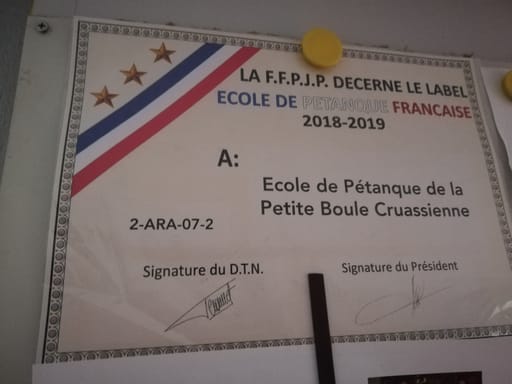 LA F.F.P.J.P. DECERNE LE LABEL
ECOLE DE PETANQUE FRANCAISE
2018-2019
A:
Ecole de Pétanque de la
Petite Boule Cruassienne
2-ARA-07-2
Signature du D.T.N.
Signature du Président